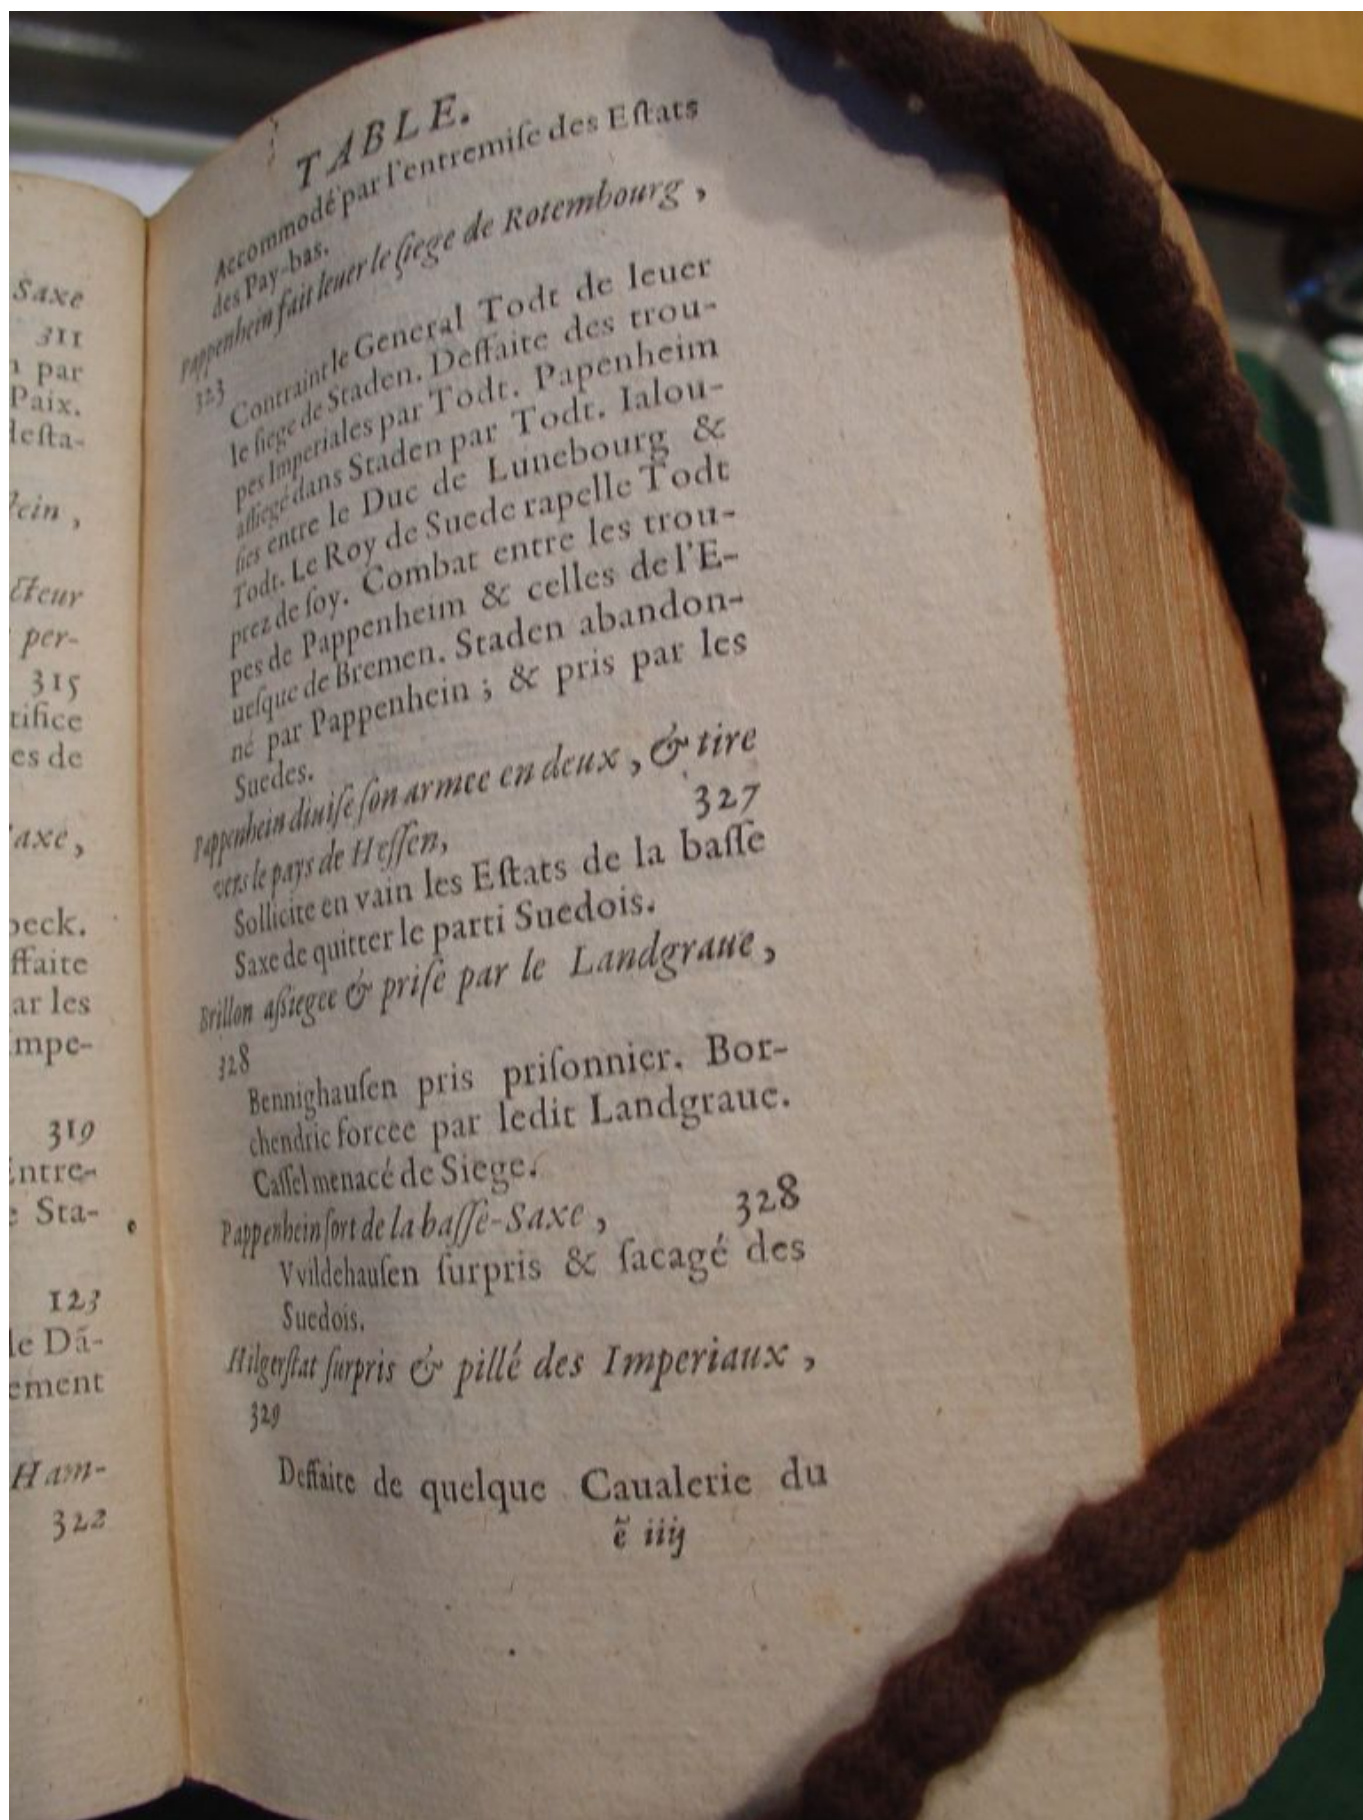 Saxe
311
n par
Paix.
desta-
hein,
cteur
per-
315
tifice
es de
axe,
beck.
ffaite
ar les
mpe-
319
Entre-
e Sta-
123
de Dã-
ement
Ham-
322
TABLE.
Accommodé par l'entremiſe des Eſtats
des Pay-bas.
Pappenhein fait leuer le ſiege de Rotembourg,
323
Contraint le General Todt de leuer
le ſiege de Staden. Deffaite des trou-
pes Imperiales par Todt. Papenheim
aſſiegé dans Staden par Todt. Ialou-
ſies entre le Duc de Lunebourg &
Todt. Le Roy de Suede rapelle Todt
prez de ſoy. Combat entre les trou-
pes de Pappenheim & celles de l'E-
ueſque de Bremen. Staden abandon-
né par Pappenhein ; & pris par les
Suedes.
Pappenhein diuiſe ſon armee en deux, & tire
vers le pays de Heſſen, 327
Sollicite en vain les Eſtats de la baſſe
Saxe de quitter le parti Suedois.
Brillon aſsiegee & priſe par le Landgraue,
328
Bennighauſen pris priſonnier. Bor-
chendric forcee par ledit Landgraue.
Caſſel menacé de Siege.
Pappenhein ſort de la baſſe-Saxe, 328
Vvildehauſen ſurpris & ſacagé des
Suedois.
Hilgerſtat ſurpris & pillé des Imperiaux,
329
Deffaite de quelque Caualerie du
ẽ iiij